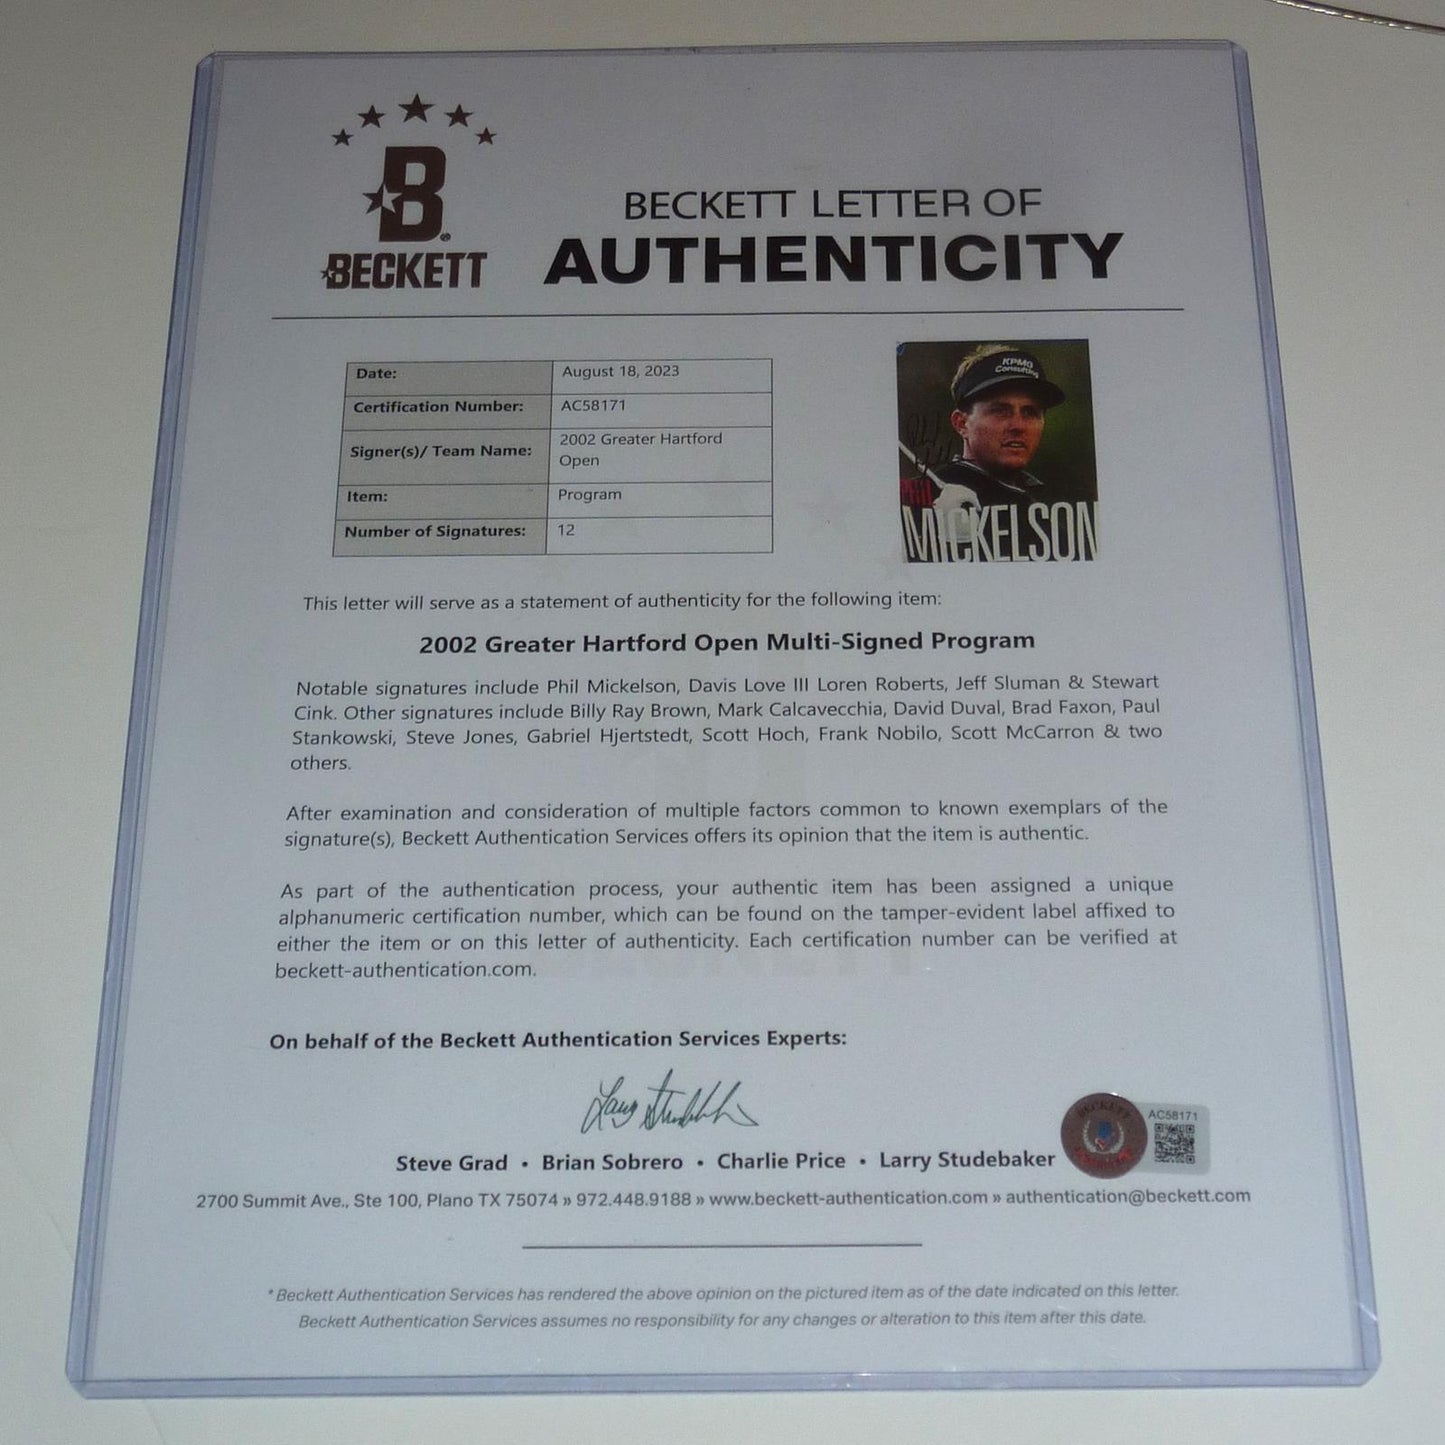 B
BECKETT
BECKETT LETTER OF
AUTHENTICITY
Date: August 18, 2023
Certification Number: AC58171
Signer(s)/ Team Name: 2002 Greater Hartford
Open
Item: Program
Number of Signatures: 12
KPMG
Consulting
Phil
MICKELSON
This letter will serve as a statement of authenticity for the following item:
2002 Greater Hartford Open Multi-Signed Program
Notable signatures include Phil Mickelson, Davis Love III Loren Roberts, Jeff Sluman & Stewart
Cink. Other signatures include Billy Ray Brown, Mark Calcavecchia, David Duval, Brad Faxon, Paul
Stankowski, Steve Jones, Gabriel Hjertstedt, Scott Hoch, Frank Nobilo, Scott McCarron & two
others.
After examination and consideration of multiple factors common to known exemplars of the
signature(s), Beckett Authentication Services offers its opinion that the item is authentic.
As part of the authentication process, your authentic item has been assigned a unique
alphanumeric certification number, which can be found on the tamper-evident label affixed to
either the item or on this letter of authenticity. Each certification number can be verified at
beckett-authentication.com.
On behalf of the Beckett Authentication Services Experts:
BECKETT
AC58171
Steve Grad • Brian Sobrero • Charlie Price • Larry Studebaker
2700 Summit Ave., Ste 100, Plano TX 75074 » 972.448.9188 » www.beckett-authentication.com » authentication@beckett.com
* Beckett Authentication Services has rendered the above opinion on the pictured item as of the date indicated on this letter.
Beckett Authentication Services assumes no responsibility for any changes or alteration to this item after this date.